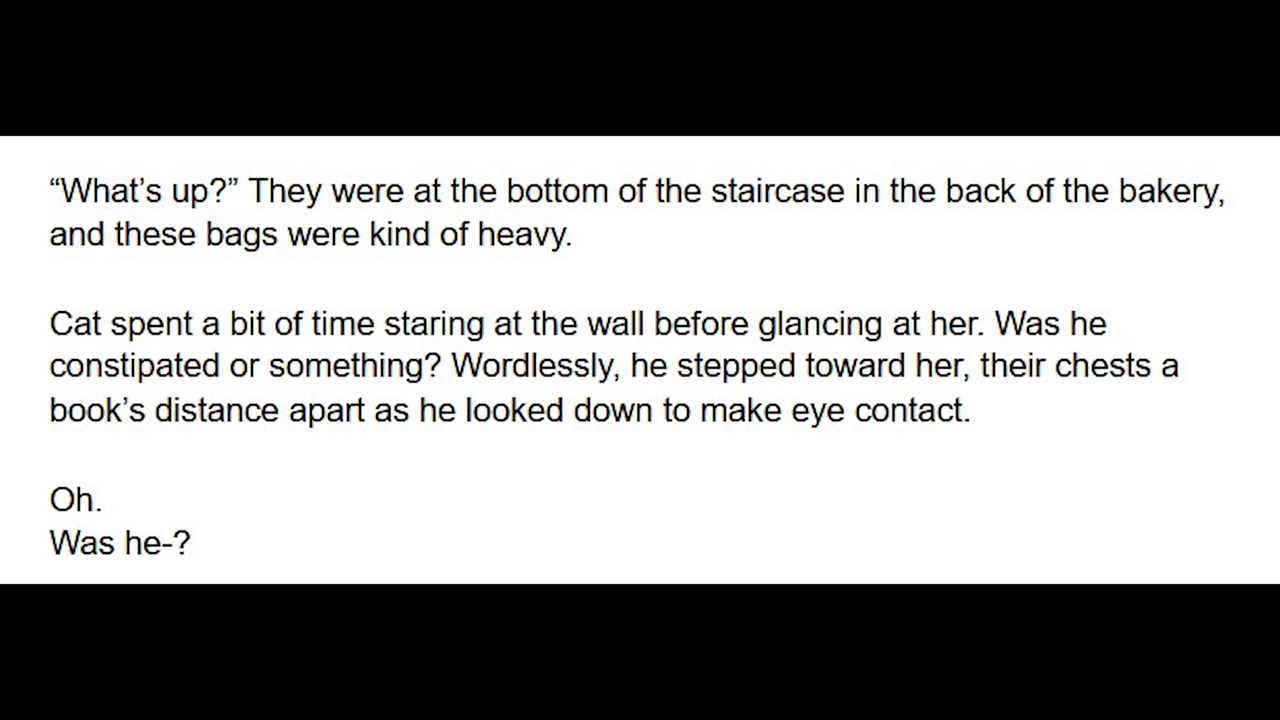 “What’s up?” They were at the bottom of the staircase in the back of the bakery,
and these bags were kind of heavy.
Cat spent a bit of time staring at the wall before glancing at her. Was he
constipated or something? Wordlessly, he stepped toward her, their chests a
book’s distance apart as he looked down to make eye contact.
Oh.
Was he-?